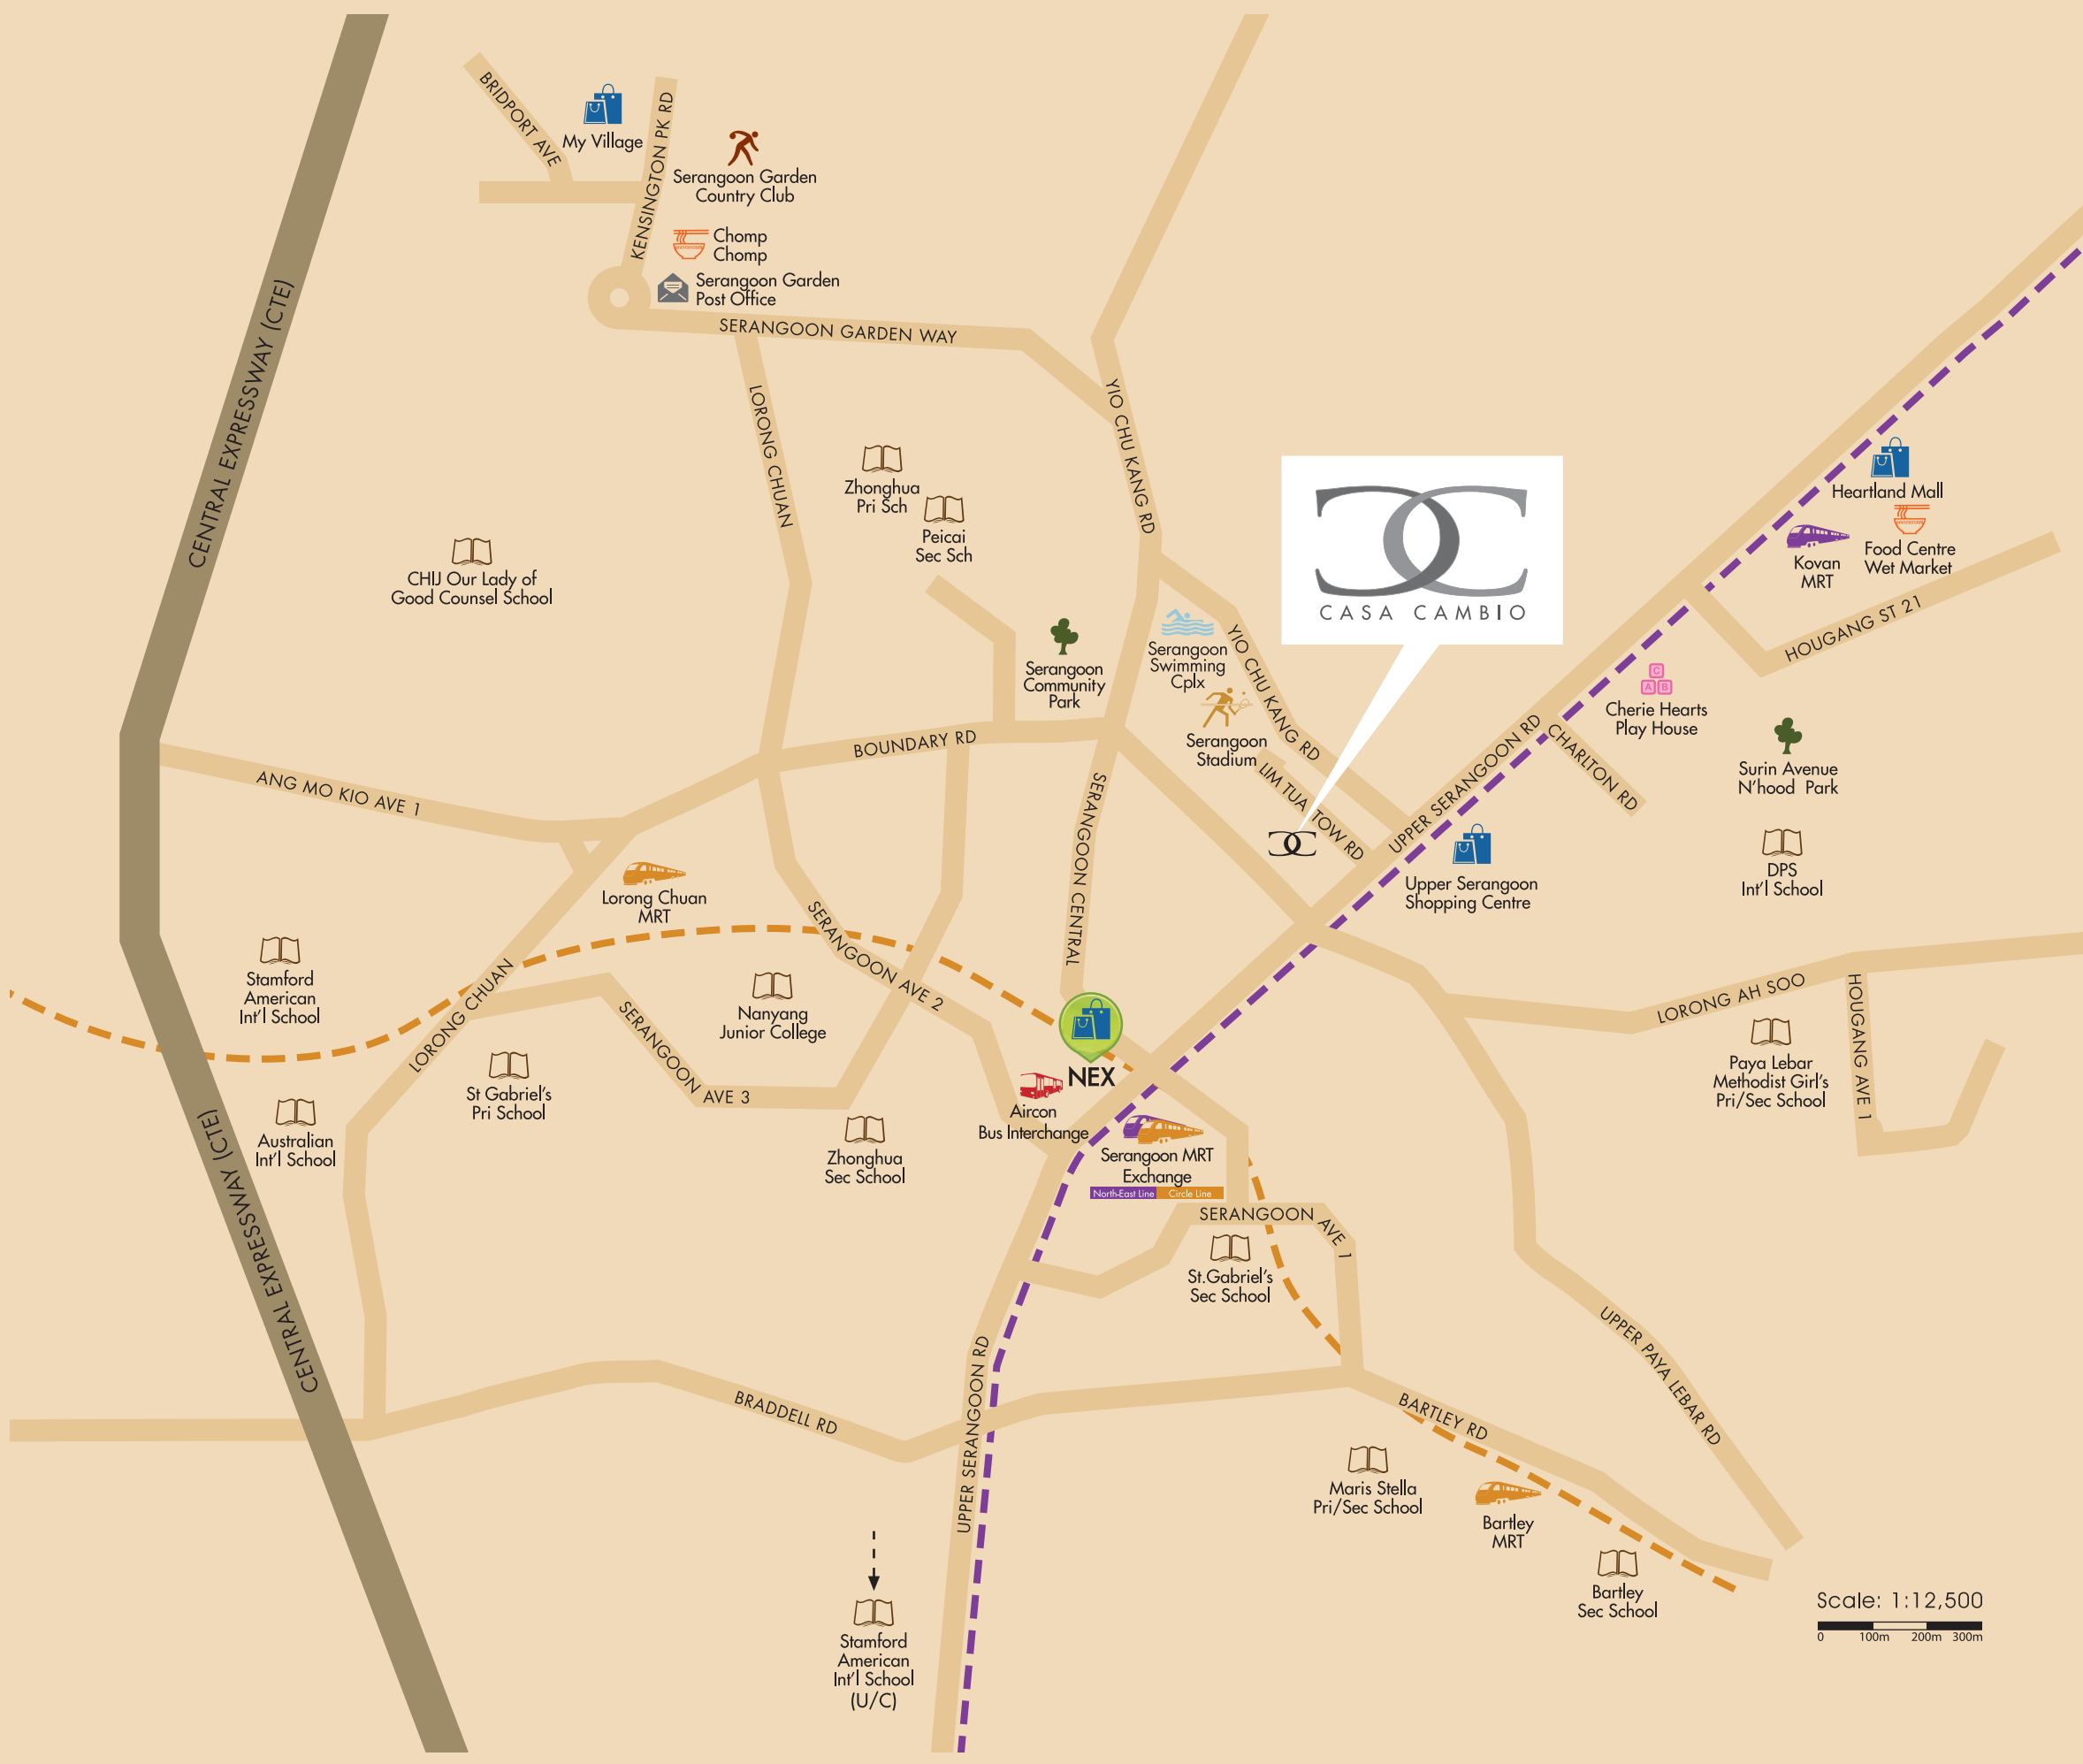 BRIDPORT AVE
My Village
KENSINGTON PK RD
Serangoon Garden
Country Club
Chomp
Chomp
Serangoon Garden
Post Office
SERANGOON GARDEN WAY
CENTRAL EXPRESSWAY (CTE)
LORONG CHUAN
YIO CHU KANG RD
Zhonghua
Pri Sch
Peicai
Sec Sch
CHIJ Our Lady of
Good Counsel School
CASA CAMBIO
Heartland Mall
Kovan
MRT
Food Centre
Wet Market
HOUGANG ST 21
Serangoon
Community
Park
Serangoon
Swimming
Cplx
YIO CHU KANG RD
Serangoon
Stadium
LIM TUA TOW RD
UPPER SERANGOON RD
CHARLTON RD
C
A B
Cherie Hearts
Play House
Surin Avenue
N'hood Park
BOUNDARY RD
ANG MO KIO AVE 1
SERANGOON CENTRAL
Upper Serangoon
Shopping Centre
DPS
Int'l School
Lorong Chuan
MRT
SERANGOON AVE 2
Stamford
American
Int'l School
LORONG CHUAN
Nanyang
Junior College
SERANGOON AVE 3
St Gabriel's
Pri School
Australian
Int'l School
NEX
Aircon
Bus Interchange
Zhonghua
Sec School
Serangoon MRT
Exchange
North-East Line Circle Line
LORONG AH SOO
HOUGANG AVE 1
Paya Lebar
Methodist Girl's
Pri/Sec School
SERANGOON AVE 1
St.Gabriel's
Sec School
CENTRAL EXPRESSWAY (CTE)
UPPER PAYA LEBAR RD
BRADDELL RD
UPPER SERANGOON RD
BARTLEY RD
Maris Stella
Pri/Sec School
Bartley
MRT
Bartley
Sec School
Stamford
American
Int'l School
(U/C)
Scale: 1:12,500
0 100m 200m 300m